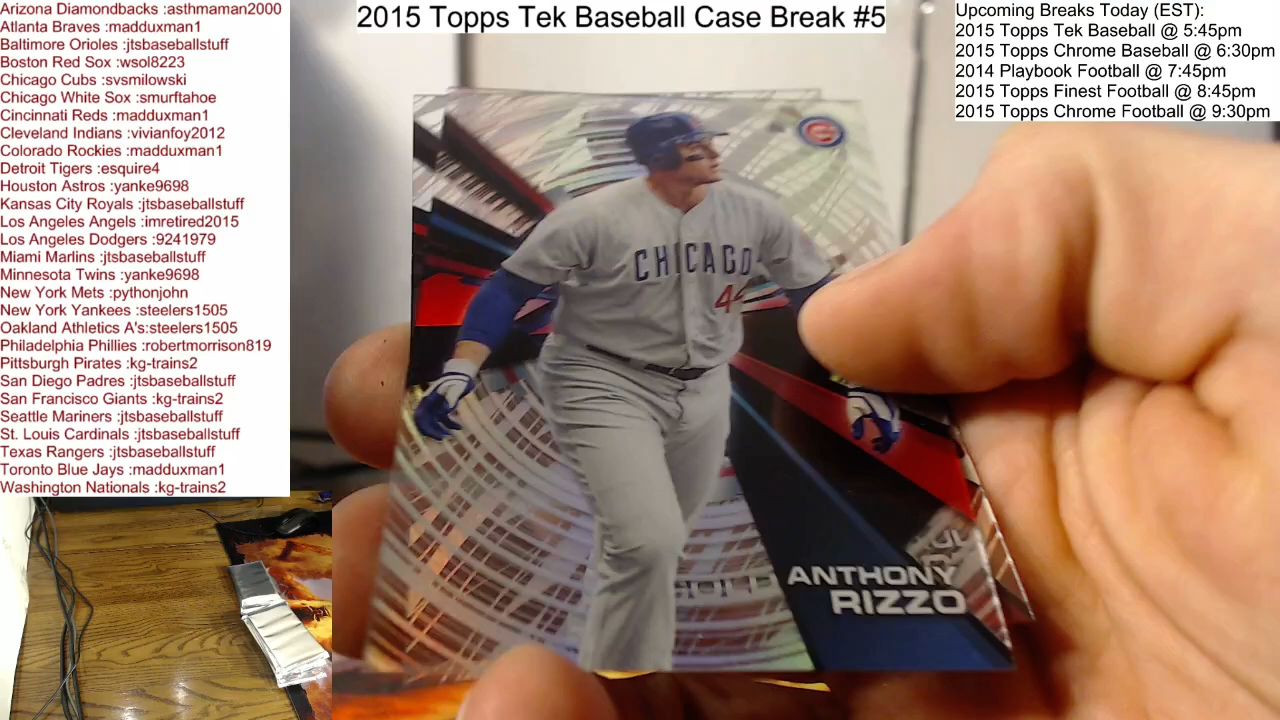 Arizona Diamondbacks :asthmaman2000
Atlanta Braves :madduxman1
Baltimore Orioles :jtsbaseballstuff
Boston Red Sox :wsol8223
Chicago Cubs :svsmilowski
Chicago White Sox :smurftahoe
Cincinnati Reds :madduxman1
Cleveland Indians :vivianfoy2012
Colorado Rockies :madduxman1
Detroit Tigers :esquire4
Houston Astros :yanke9698
Kansas City Royals :jtsbaseballstuff
Los Angeles Angels :imretired2015
Los Angeles Dodgers :9241979
Miami Marlins :jtsbaseballstuff
Minnesota Twins :yanke9698
New York Mets :pythonjohn
New York Yankees :steelers1505
Oakland Athletics A's:steelers1505
Philadelphia Phillies :robertmorrison819
Pittsburgh Pirates :kg-trains2
San Diego Padres :jtsbaseballstuff
San Francisco Giants :kg-trains2
Seattle Mariners :jtsbaseballstuff
St. Louis Cardinals :jtsbaseballstuff
Texas Rangers :jtsbaseballstuff
Toronto Blue Jays :madduxman1
Washington Nationals :kg-trains2
2015 Topps Tek Baseball Case Break #5
Upcoming Breaks Today (EST):
2015 Topps Tek Baseball @ 5:45pm
2015 Topps Chrome Baseball @ 6:30pm
2014 Playbook Football @ 7:45pm
2015 Topps Finest Football @ 8:45pm
2015 Topps Chrome Football @ 9:30pm
CHICAGO
44
ANTHONY
RIZZO